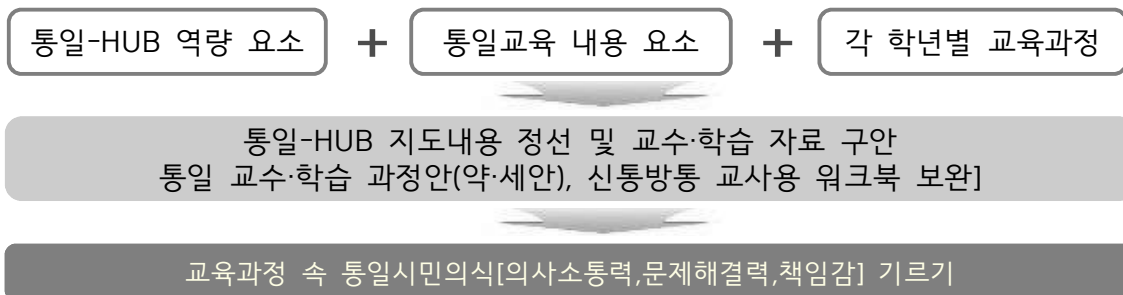 통일-HUB 역량 요소 + 통일교육 내용 요소 + 각 학년별 교육과정
통일-HUB 지도내용 정선 및 교수·학습 자료 구안
통일 교수·학습 과정안(약·세안), 신통방통 교사용 워크북 보완]
교육과정 속 통일시민의식[의사소통력,문제해결력,책임감] 기르기